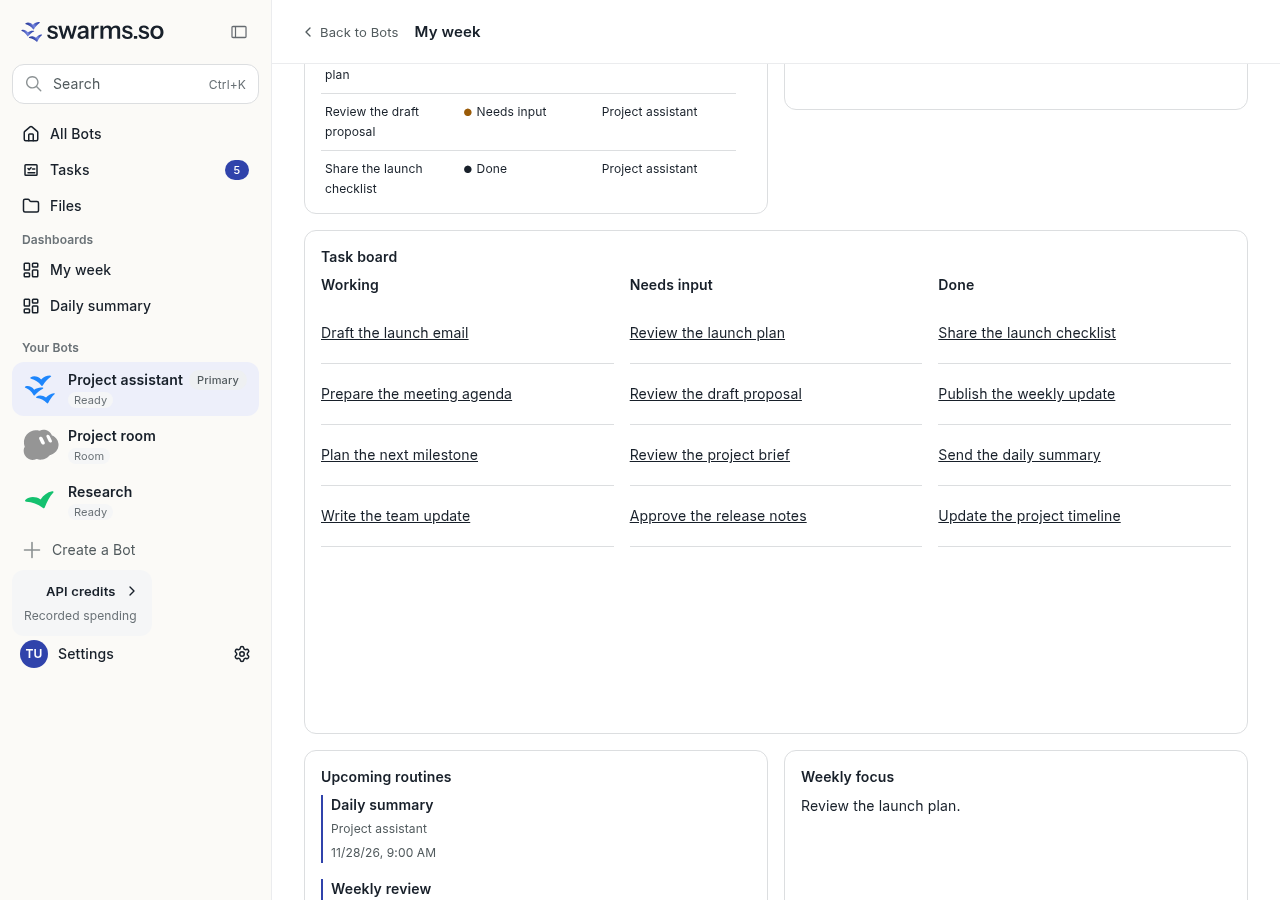 swarms.so
Search Ctrl+K
All Bots
Tasks 5
Files
Dashboards
My week
Daily summary
Your Bots
Project assistant Primary
Ready
Project room
Room
Research
Ready
Create a Bot
API credits
Recorded spending
TU Settings
Back to Bots My week
plan
Review the draft proposal Needs input Project assistant
Share the launch checklist Done Project assistant
Task board
Working Needs input Done
Draft the launch email Review the launch plan Share the launch checklist
Prepare the meeting agenda Review the draft proposal Publish the weekly update
Plan the next milestone Review the project brief Send the daily summary
Write the team update Approve the release notes Update the project timeline
Upcoming routines
Daily summary
Project assistant
11/28/26, 9:00 AM
Weekly review
Weekly focus
Review the launch plan.